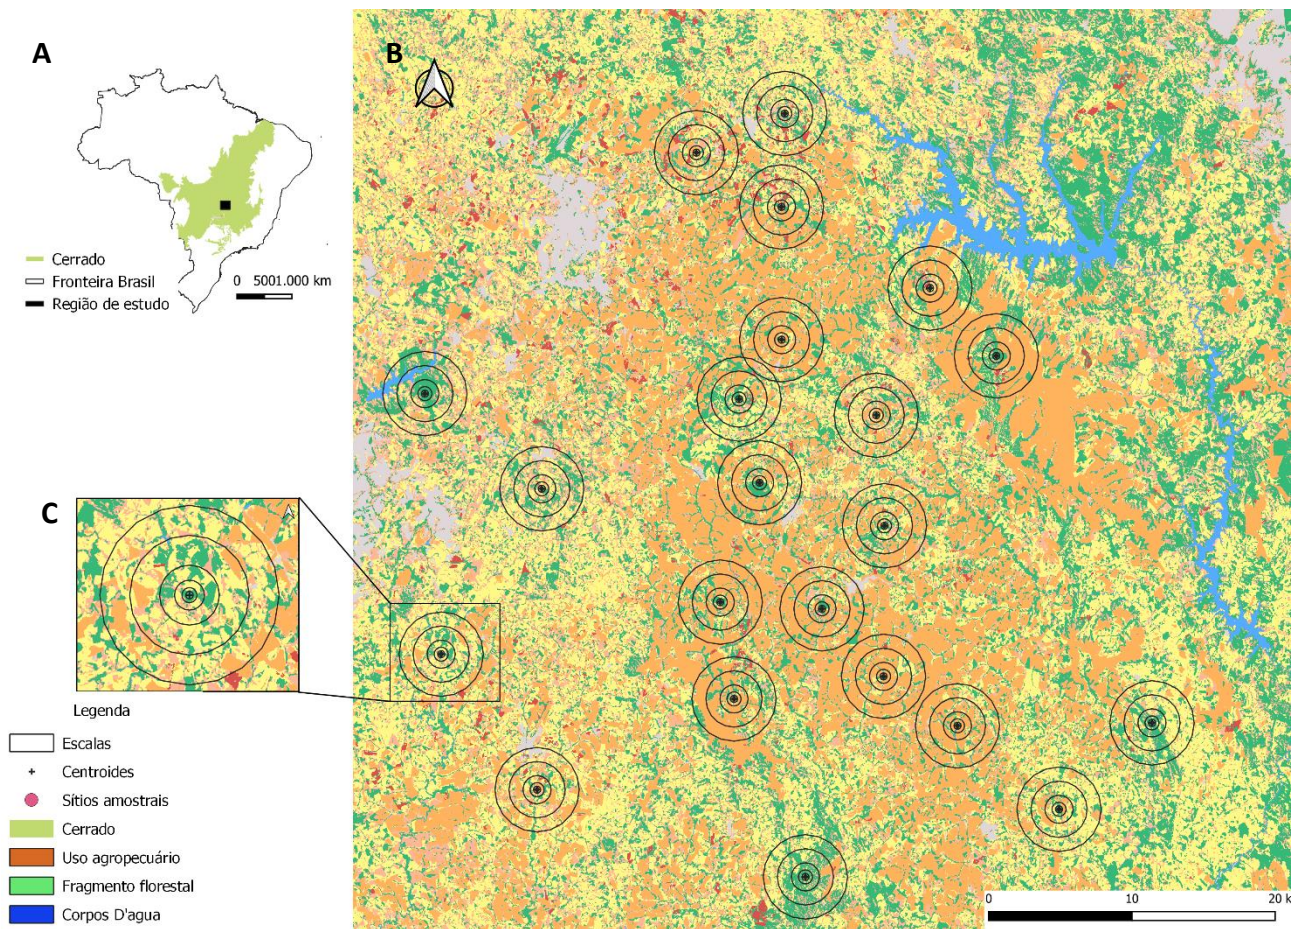 A
B
Cerrado
Fronteira Brasil
Região de estudo
0 5001.000 km
C
Legenda
Escalas
Centroides
Sítios amostrais
Cerrado
Uso agropecuário
Fragmento florestal
Corpos D'agua
0 10 20 k